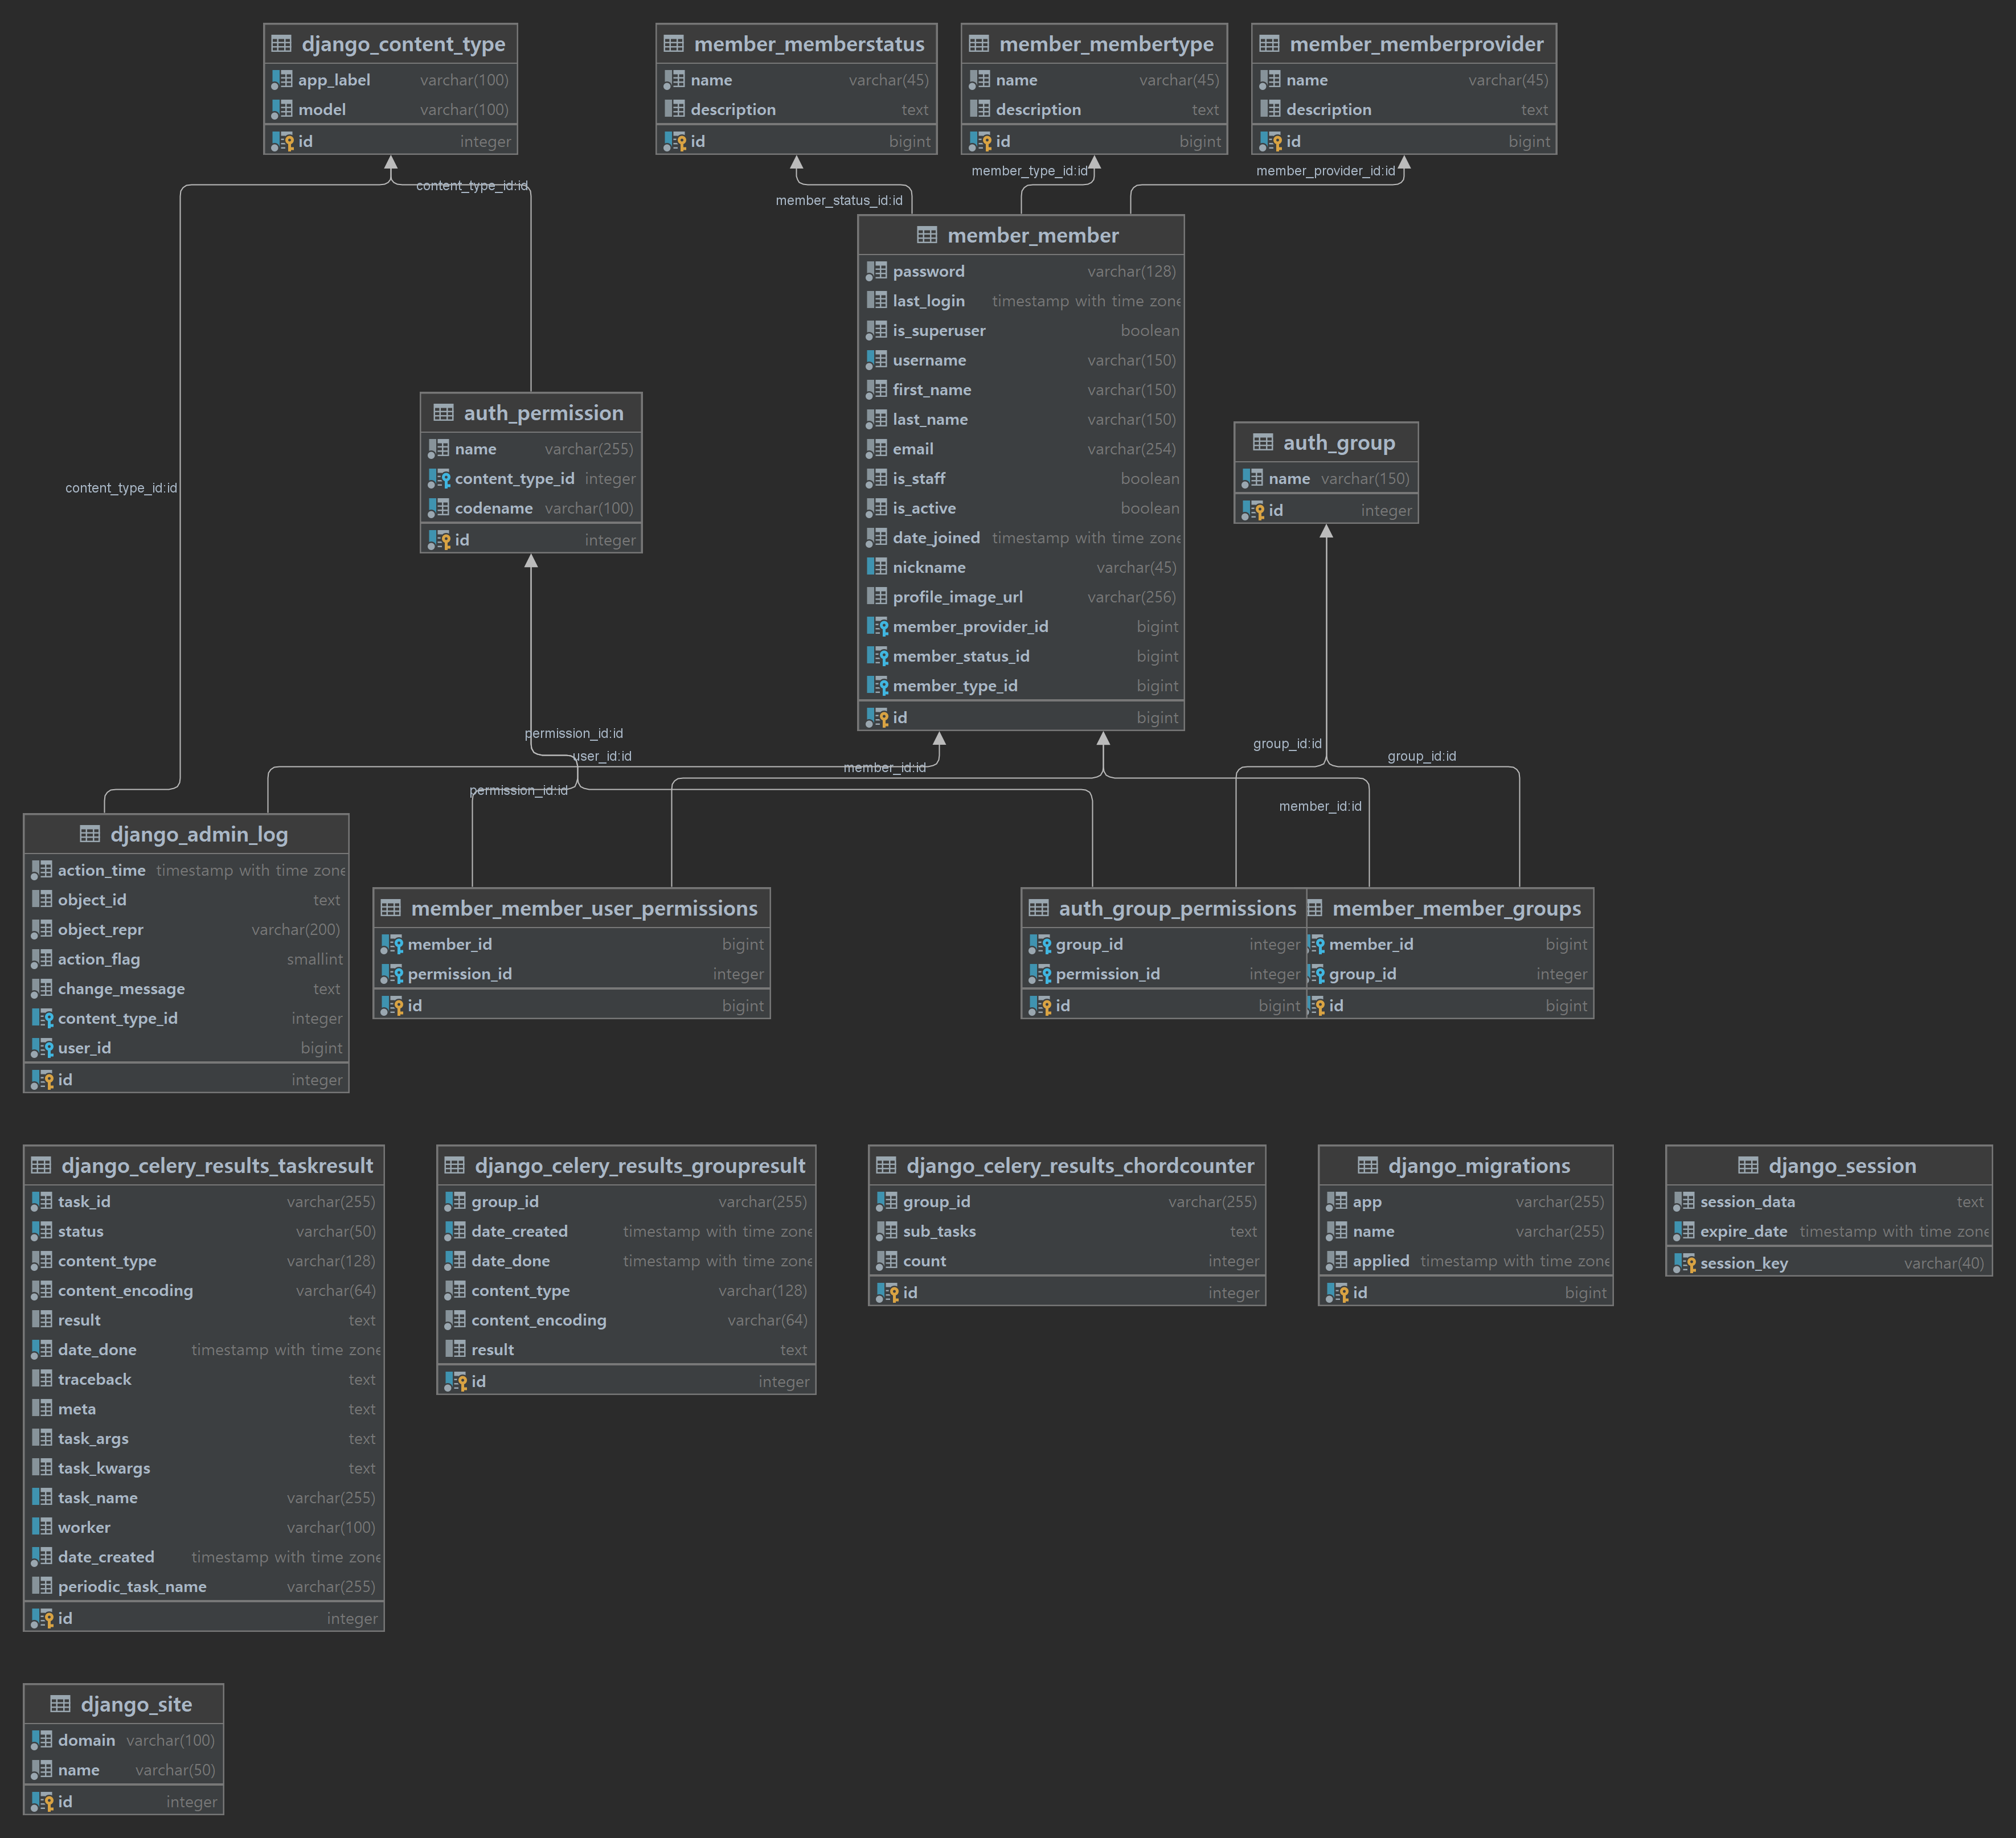 django_content_type
app_label varchar(100)
model varchar(100)
id integer
member_memberstatus
name varchar(45)
description text
id bigint
member_membertype
name varchar(45)
description text
id bigint
member_memberprovider
name varchar(45)
description text
id bigint
content_type_id:id
member_status_id:id
member_type_id:id
member_provider_id:id
member_member
password varchar(128)
last_login timestamp with time zone
is_superuser boolean
username varchar(150)
first_name varchar(150)
last_name varchar(150)
email varchar(254)
is_staff boolean
is_active boolean
date_joined timestamp with time zone
nickname varchar(45)
profile_image_url varchar(256)
member_provider_id bigint
member_status_id bigint
member_type_id bigint
id bigint
auth_permission
name varchar(255)
content_type_id integer
codename varchar(100)
id integer
auth_group
name varchar(150)
id integer
content_type_id:id
permission_id:id
user_id:id
member_id:id
permission_id:id
group_id:id
group_id:id
member_id:id
django_admin_log
action_time timestamp with time zone
object_id text
object_repr varchar(200)
action_flag smallint
change_message text
content_type_id integer
user_id bigint
id integer
member_member_user_permissions
member_id bigint
permission_id integer
id bigint
auth_group_permissions
group_id integer
permission_id integer
id bigint
member_member_groups
member_id bigint
group_id integer
id bigint
django_celery_results_taskresult
task_id varchar(255)
status varchar(50)
content_type varchar(128)
content_encoding varchar(64)
result text
date_done timestamp with time zone
traceback text
meta text
task_args text
task_kwargs text
task_name varchar(255)
worker varchar(100)
date_created timestamp with time zone
periodic_task_name varchar(255)
id integer
django_celery_results_groupresult
group_id varchar(255)
date_created timestamp with time zone
date_done timestamp with time zone
content_type varchar(128)
content_encoding varchar(64)
result text
id integer
django_celery_results_chordcounter
group_id varchar(255)
sub_tasks text
count integer
id integer
django_migrations
app varchar(255)
name varchar(255)
applied timestamp with time zone
id bigint
django_session
session_data text
expire_date timestamp with time zone
session_key varchar(40)
django_site
domain varchar(100)
name varchar(50)
id integer